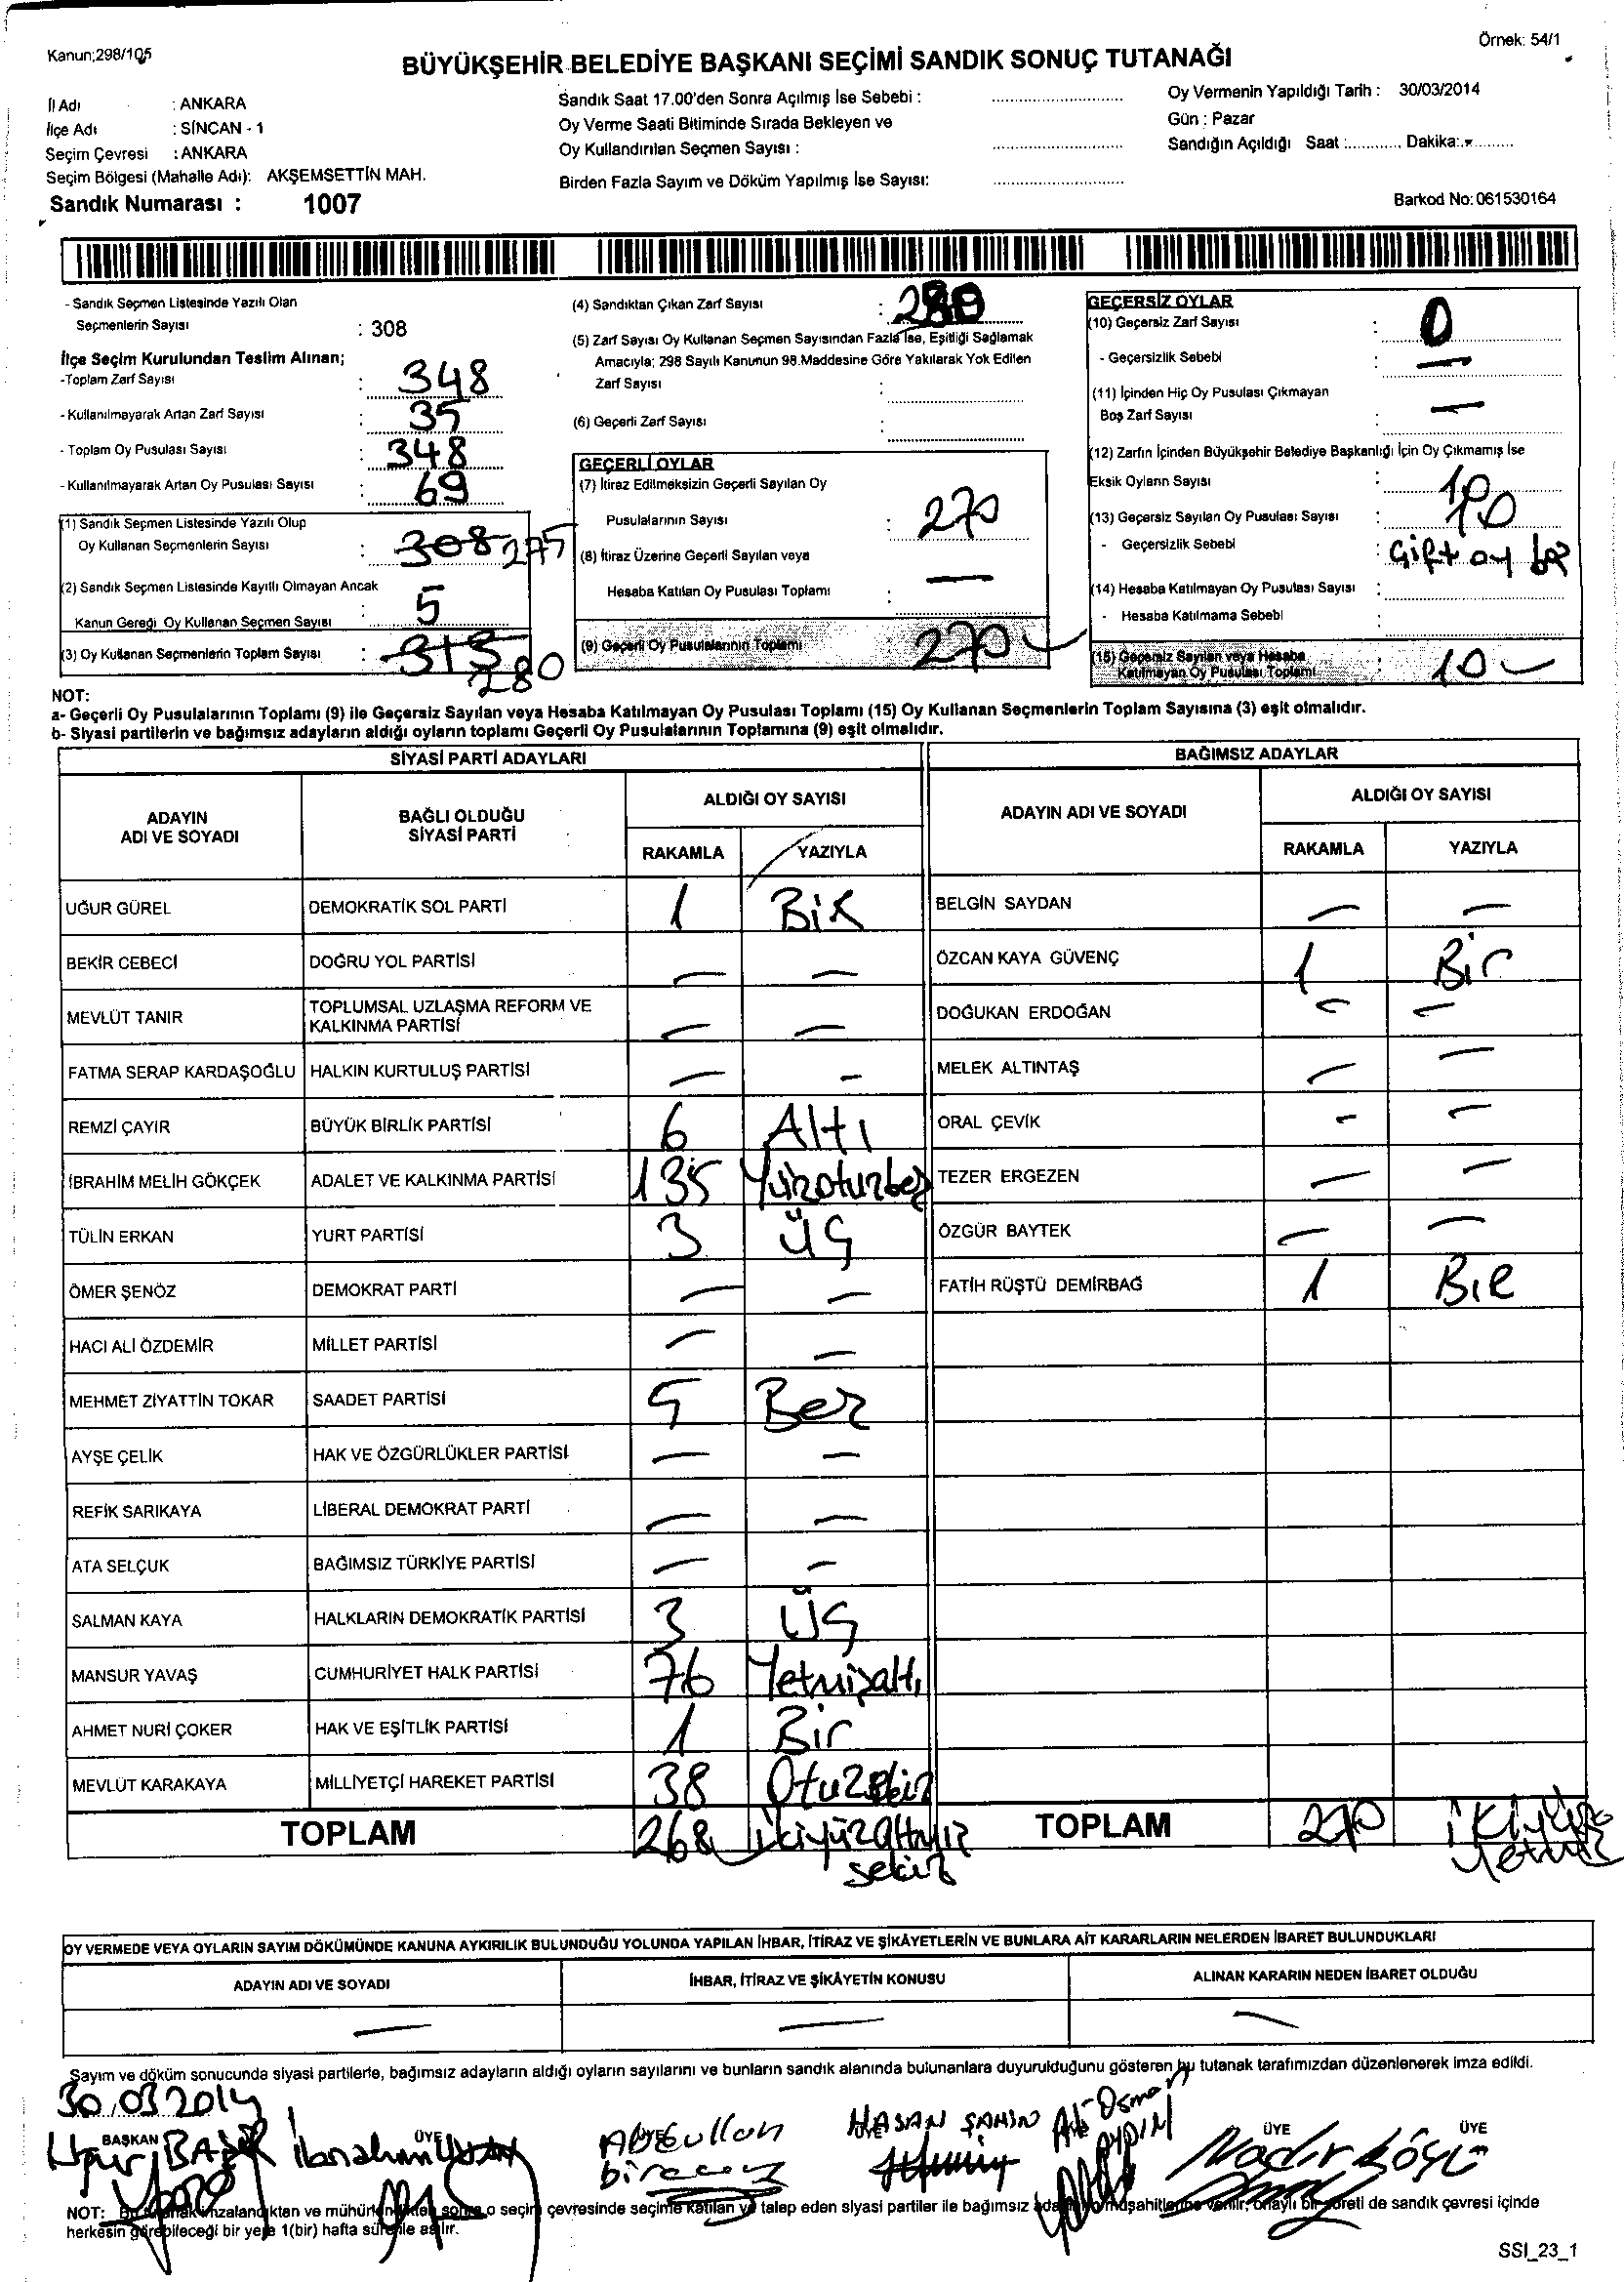 Kanun;298/105
Örnek: 54/1
BÜYÜKŞEHİR BELEDİYE BAŞKANI SEÇİMİ SANDIK SONUÇ TUTANAĞI
İl Adı : ANKARA
İlçe Adı : SİNCAN - 1
Seçim Çevresi : ANKARA
Seçim Bölgesi (Mahalle Adı): AKŞEMSETTİN MAH.
Sandık Numarası : 1007
Sandık Saat 17.00'den Sonra Açılmış İse Sebebi :
Oy Verme Saati Bitiminde Sırada Bekleyen ve
Oy Kullandırılan Seçmen Sayısı :
Birden Fazla Sayım ve Döküm Yapılmış İse Sayısı:
Oy Vermenin Yapıldığı Tarih : 30/03/2014
Gün : Pazar
Sandığın Açıldığı Saat :............ Dakika:............
Barkod No: 061530164
- Sandık Seçmen Listesinde Yazılı Olan
Seçmenlerin Sayısı : 308
İlçe Seçim Kurulundan Teslim Alınan;
-Toplam Zarf Sayısı : 348
- Kullanılmayarak Artan Zarf Sayısı : 35
- Toplam Oy Pusulası Sayısı : 348
- Kullanılmayarak Artan Oy Pusulası Sayısı : 69
(1) Sandık Seçmen Listesinde Yazılı Olup
Oy Kullanan Seçmenlerin Sayısı : 308 275
(2) Sandık Seçmen Listesinde Kayıtlı Olmayan Ancak
Kanun Gereği Oy Kullanan Seçmen Sayısı : 5
(3) Oy Kullanan Seçmenlerin Toplam Sayısı : 313
280
(4) Sandıktan Çıkan Zarf Sayısı : 280
(5) Zarf Sayısı Oy Kullanan Seçmen Sayısından Fazla İse, Eşitliği Sağlamak
Amacıyla; 298 Sayılı Kanunun 98.Maddesine Göre Yakılarak Yok Edilen
Zarf Sayısı :
(6) Geçerli Zarf Sayısı :
GEÇERLİ OYLAR
(7) İtiraz Edilmeksizin Geçerli Sayılan Oy
Pusulalarının Sayısı : 270
(8) İtiraz Üzerine Geçerli Sayılan veya
Hesaba Katılan Oy Pusulası Toplamı : —
(9) Geçerli Oy Pusulalarının Toplamı 270
GEÇERSİZ OYLAR
(10) Geçersiz Zarf Sayısı : 0
- Geçersizlik Sebebi : —
(11) İçinden Hiç Oy Pusulası Çıkmayan
Boş Zarf Sayısı : —
(12) Zarfın İçinden Büyükşehir Belediye Başkanlığı İçin Oy Çıkmamış İse
Eksik Oyların Sayısı :
(13) Geçersiz Sayılan Oy Pusulası Sayısı : 10
- Geçersizlik Sebebi : Çift oy
(14) Hesaba Katılmayan Oy Pusulası Sayısı :
- Hesaba Katılmama Sebebi
(15) Geçersiz Sayılan veya Hesaba
Katılmayan Oy Pusulası Toplamı : 10
NOT:
a- Geçerli Oy Pusulalarının Toplamı (9) ile Geçersiz Sayılan veya Hesaba Katılmayan Oy Pusulası Toplamı (15) Oy Kullanan Seçmenlerin Toplam Sayısına (3) eşit olmalıdır.
b- Siyasi partilerin ve bağımsız adayların aldığı oyların toplamı Geçerli Oy Pusulalarının Toplamına (9) eşit olmalıdır.
SİYASİ PARTİ ADAYLARI
ADAYIN
ADI VE SOYADI
BAĞLI OLDUĞU
SİYASİ PARTİ
ALDIĞI OY SAYISI
RAKAMLA YAZIYLA
UĞUR GÜREL DEMOKRATİK SOL PARTİ 1 Bir
BEKİR CEBECİ DOĞRU YOL PARTİSİ — —
MEVLÜT TANIR TOPLUMSAL UZLAŞMA REFORM VE
KALKINMA PARTİSİ — —
FATMA SERAP KARDAŞOĞLU HALKIN KURTULUŞ PARTİSİ — —
REMZİ ÇAYIR BÜYÜK BİRLİK PARTİSİ 6 Altı
İBRAHİM MELİH GÖKÇEK ADALET VE KALKINMA PARTİSİ 135 Yüzoturbeş
TÜLİN ERKAN YURT PARTİSİ 3 ÜÇ
ÖMER ŞENÖZ DEMOKRAT PARTİ — —
HACI ALİ ÖZDEMİR MİLLET PARTİSİ — —
MEHMET ZİYATTİN TOKAR SAADET PARTİSİ 5 Beş
AYŞE ÇELİK HAK VE ÖZGÜRLÜKLER PARTİSİ — —
REFİK SARIKAYA LİBERAL DEMOKRAT PARTİ — —
ATA SELÇUK BAĞIMSIZ TÜRKİYE PARTİSİ — —
SALMAN KAYA HALKLARIN DEMOKRATİK PARTİSİ 3 ÜÇ
MANSUR YAVAŞ CUMHURİYET HALK PARTİSİ 76 Yetmişaltı
AHMET NURİ ÇOKER HAK VE EŞİTLİK PARTİSİ 1 Bir
MEVLÜT KARAKAYA MİLLİYETÇİ HAREKET PARTİSİ 38 Otuzsekiz
TOPLAM 268 ikiyüzaltmış
sekiz
BAĞIMSIZ ADAYLAR
ADAYIN ADI VE SOYADI
ALDIĞI OY SAYISI
RAKAMLA YAZIYLA
BELGİN SAYDAN — —
ÖZCAN KAYA GÜVENÇ 1 Bir
DOĞUKAN ERDOĞAN — —
MELEK ALTINTAŞ — —
ORAL ÇEVİK — —
TEZER ERGEZEN — —
ÖZGÜR BAYTEK — —
FATİH RÜŞTÜ DEMİRBAĞ 1 Bir
TOPLAM 270 ikiyüz
Yetmiş
OY VERMEDE VEYA OYLARIN SAYIM DÖKÜMÜNDE KANUNA AYKIRILIK BULUNDUĞU YOLUNDA YAPILAN İHBAR, İTİRAZ VE ŞİKÂYETLERİN VE BUNLARA AİT KARARLARIN NELERDEN İBARET BULUNDUKLARI
ADAYIN ADI VE SOYADI İHBAR, İTİRAZ VE ŞİKÂYETİN KONUSU ALINAN KARARIN NEDEN İBARET OLDUĞU
— — —
Sayım ve döküm sonucunda siyasi partilerle, bağımsız adayların aldığı oyların sayılarını ve bunların sandık alanında bulunanlara duyurulduğunu gösteren bu tutanak tarafımızdan düzenlenerek imza edildi.
30.03.2014
BAŞKAN ÜYE ÜYE ÜYE
Uğur İbrahim Abdullah HASAN ŞAHİN Ali Osman Nadir
NOT: Bu tutanak imzalandıktan ve mühürlendikten sonra o seçim çevresinde seçime katılan ve talep eden siyasi partiler ile bağımsız aday müşahitlerine verilir, onaylı bir sureti de sandık çevresi içinde
herkesin görebileceği bir yere 1(bir) hafta süre ile asılır.
SSI_23_1